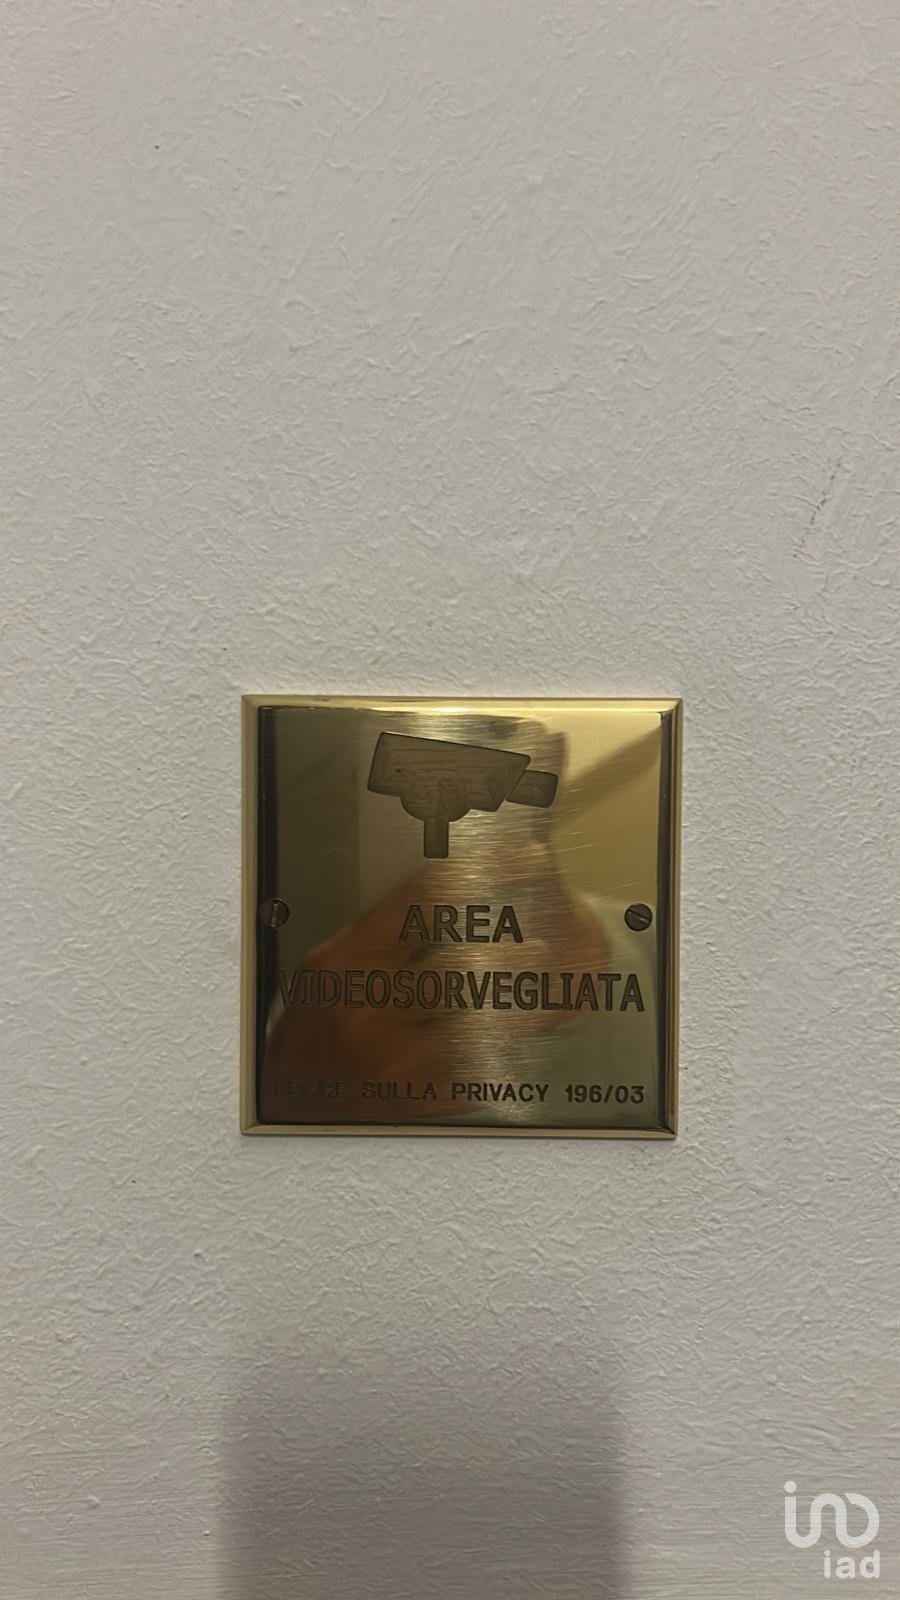 AREA
VIDEOSORVEGLIATA
LEGGE SULLA PRIVACY 196/03
iad